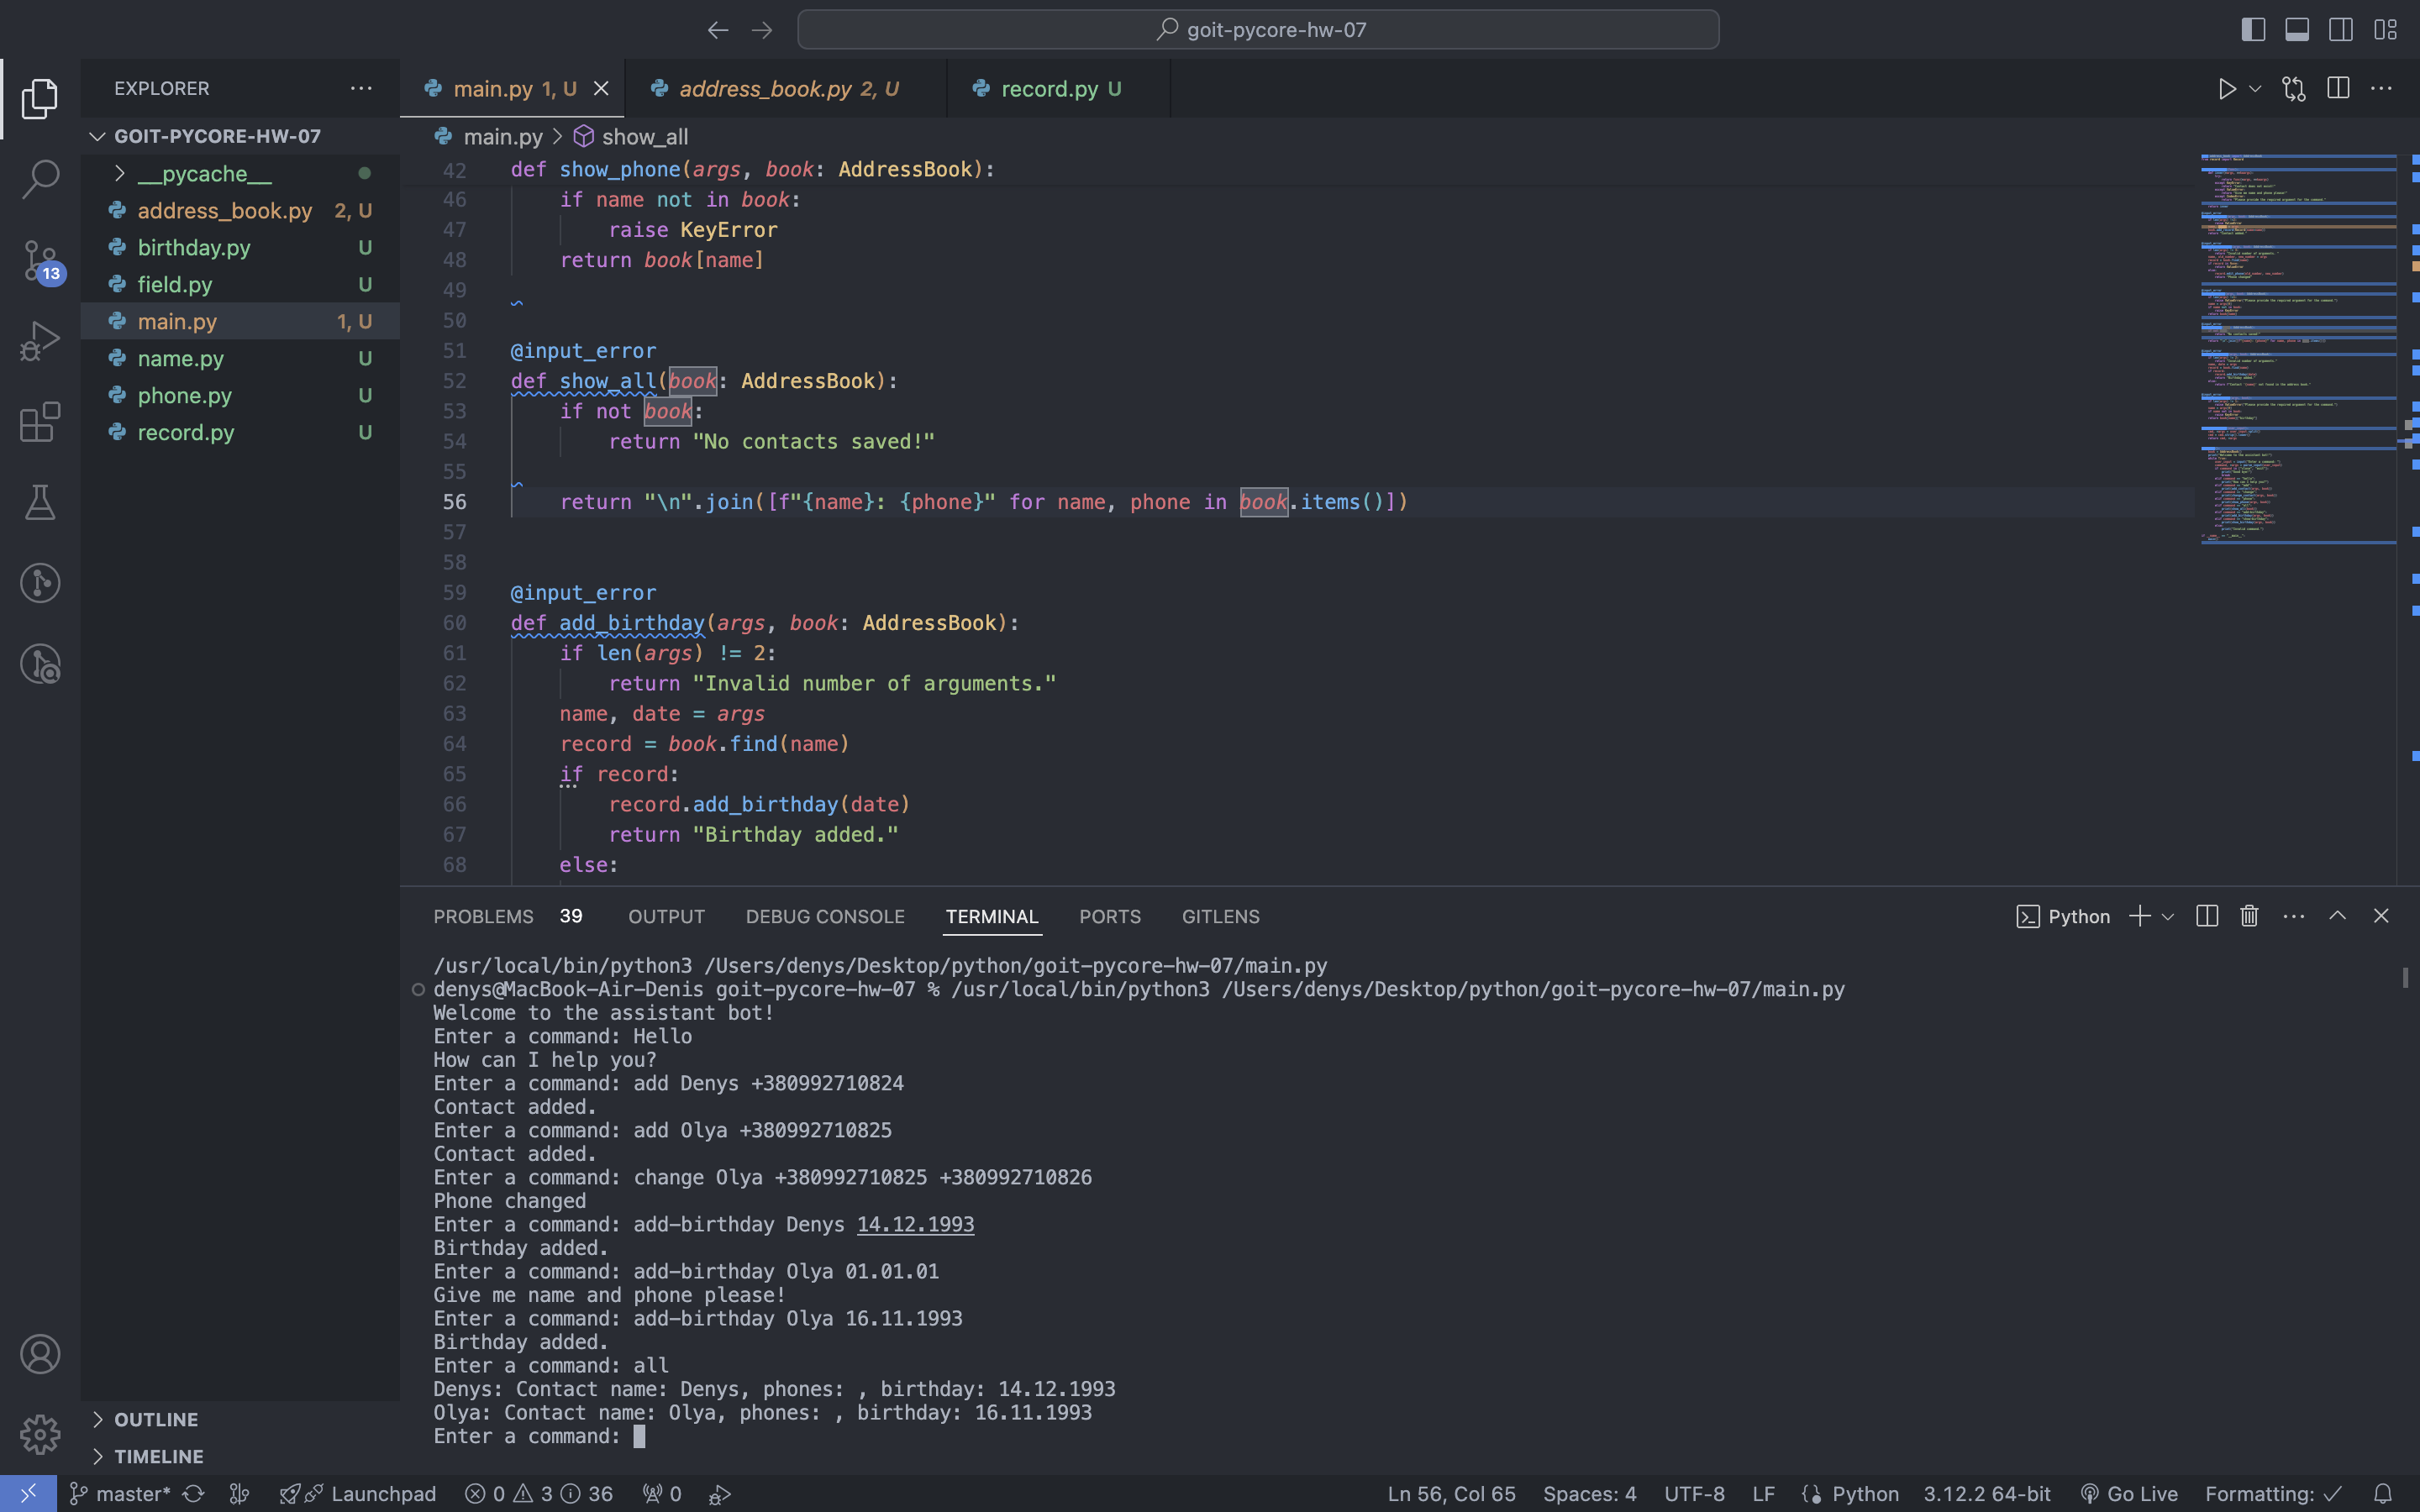 goit-pycore-hw-07
EXPLORER
GOIT-PYCORE-HW-07
__pycache__
address_book.py 2, U
birthday.py U
field.py U
main.py 1, U
name.py U
phone.py U
record.py U
OUTLINE
TIMELINE
13
main.py 1, U
address_book.py 2, U
record.py U
main.py > show_all
42 def show_phone(args, book: AddressBook):
46 if name not in book:
47 raise KeyError
48 return book[name]
49
50
51 @input_error
52 def show_all(book: AddressBook):
53 if not book:
54 return "No contacts saved!"
55
56 return "\n".join([f"{name}: {phone}" for name, phone in book.items()])
57
58
59 @input_error
60 def add_birthday(args, book: AddressBook):
61 if len(args) != 2:
62 return "Invalid number of arguments."
63 name, date = args
64 record = book.find(name)
65 if record:
66 record.add_birthday(date)
67 return "Birthday added."
68 else:
PROBLEMS 39 OUTPUT DEBUG CONSOLE TERMINAL PORTS GITLENS
Python
/usr/local/bin/python3 /Users/denys/Desktop/python/goit-pycore-hw-07/main.py
denys@MacBook-Air-Denis goit-pycore-hw-07 % /usr/local/bin/python3 /Users/denys/Desktop/python/goit-pycore-hw-07/main.py
Welcome to the assistant bot!
Enter a command: Hello
How can I help you?
Enter a command: add Denys +380992710824
Contact added.
Enter a command: add Olya +380992710825
Contact added.
Enter a command: change Olya +380992710825 +380992710826
Phone changed
Enter a command: add-birthday Denys 14.12.1993
Birthday added.
Enter a command: add-birthday Olya 01.01.01
Give me name and phone please!
Enter a command: add-birthday Olya 16.11.1993
Birthday added.
Enter a command: all
Denys: Contact name: Denys, phones: , birthday: 14.12.1993
Olya: Contact name: Olya, phones: , birthday: 16.11.1993
Enter a command:
master* Launchpad 0 3 36 0 Ln 56, Col 65 Spaces: 4 UTF-8 LF Python 3.12.2 64-bit Go Live Formatting: